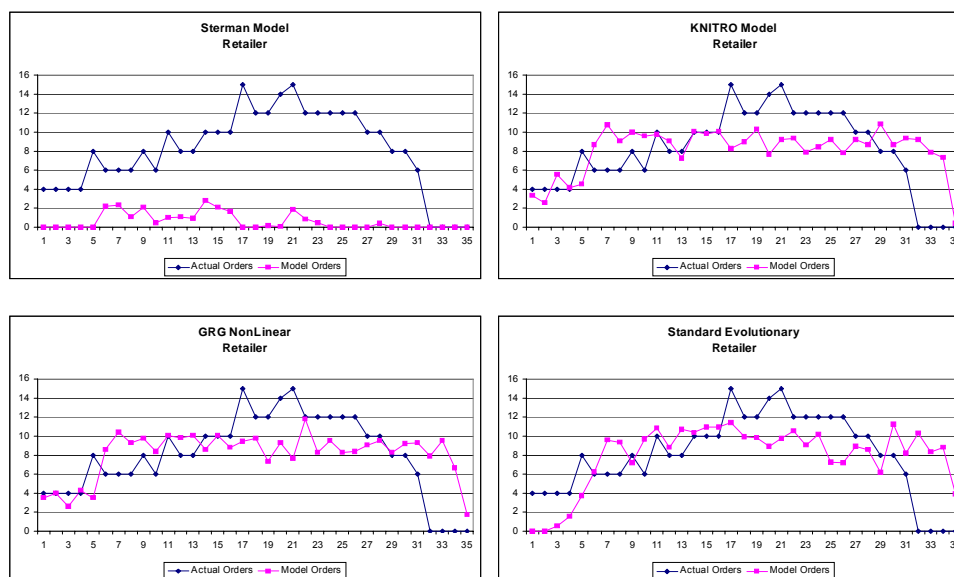 Sterman Model
Retailer
16
14
12
10
8
6
4
2
0
1 3 5 7 9 11 13 15 17 19 21 23 25 27 29 31 33 35
Actual Orders Model Orders
KNITRO Model
Retailer
16
14
12
10
8
6
4
2
0
1 3 5 7 9 11 13 15 17 19 21 23 25 27 29 31 33
Actual Orders Model Orders
GRG NonLinear
Retailer
16
14
12
10
8
6
4
2
0
1 3 5 7 9 11 13 15 17 19 21 23 25 27 29 31 33 35
Actual Orders Model Orders
Standard Evolutionary
Retailer
16
14
12
10
8
6
4
2
0
1 3 5 7 9 11 13 15 17 19 21 23 25 27 29 31 33
Actual Orders Model Orders